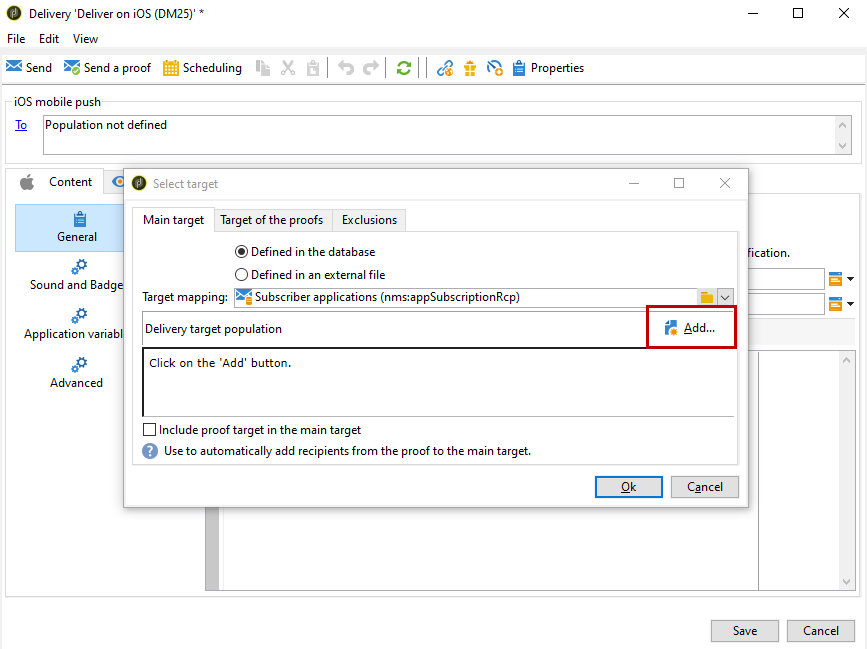 Delivery 'Deliver on iOS (DM25)' *
File Edit View
Send Send a proof Scheduling Properties
iOS mobile push
To Population not defined
Content
General
Sound and Badge
Application variabl
Advanced
fication.
Select target
Main target Target of the proofs Exclusions
Defined in the database
Defined in an external file
Target mapping: Subscriber applications (nms:appSubscriptionRcp)
Delivery target population Add...
Click on the 'Add' button.
Include proof target in the main target
? Use to automatically add recipients from the proof to the main target.
Ok Cancel
Save Cancel